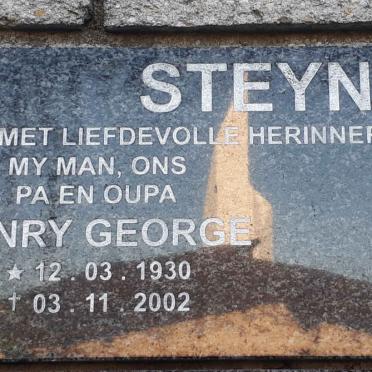 STEYN
MET LIEFDEVOLLE HERINNER
MY MAN, ONS
PA EN OUPA
NRY GEORGE
★ 12 . 03 . 1930
† 03 . 11 . 2002